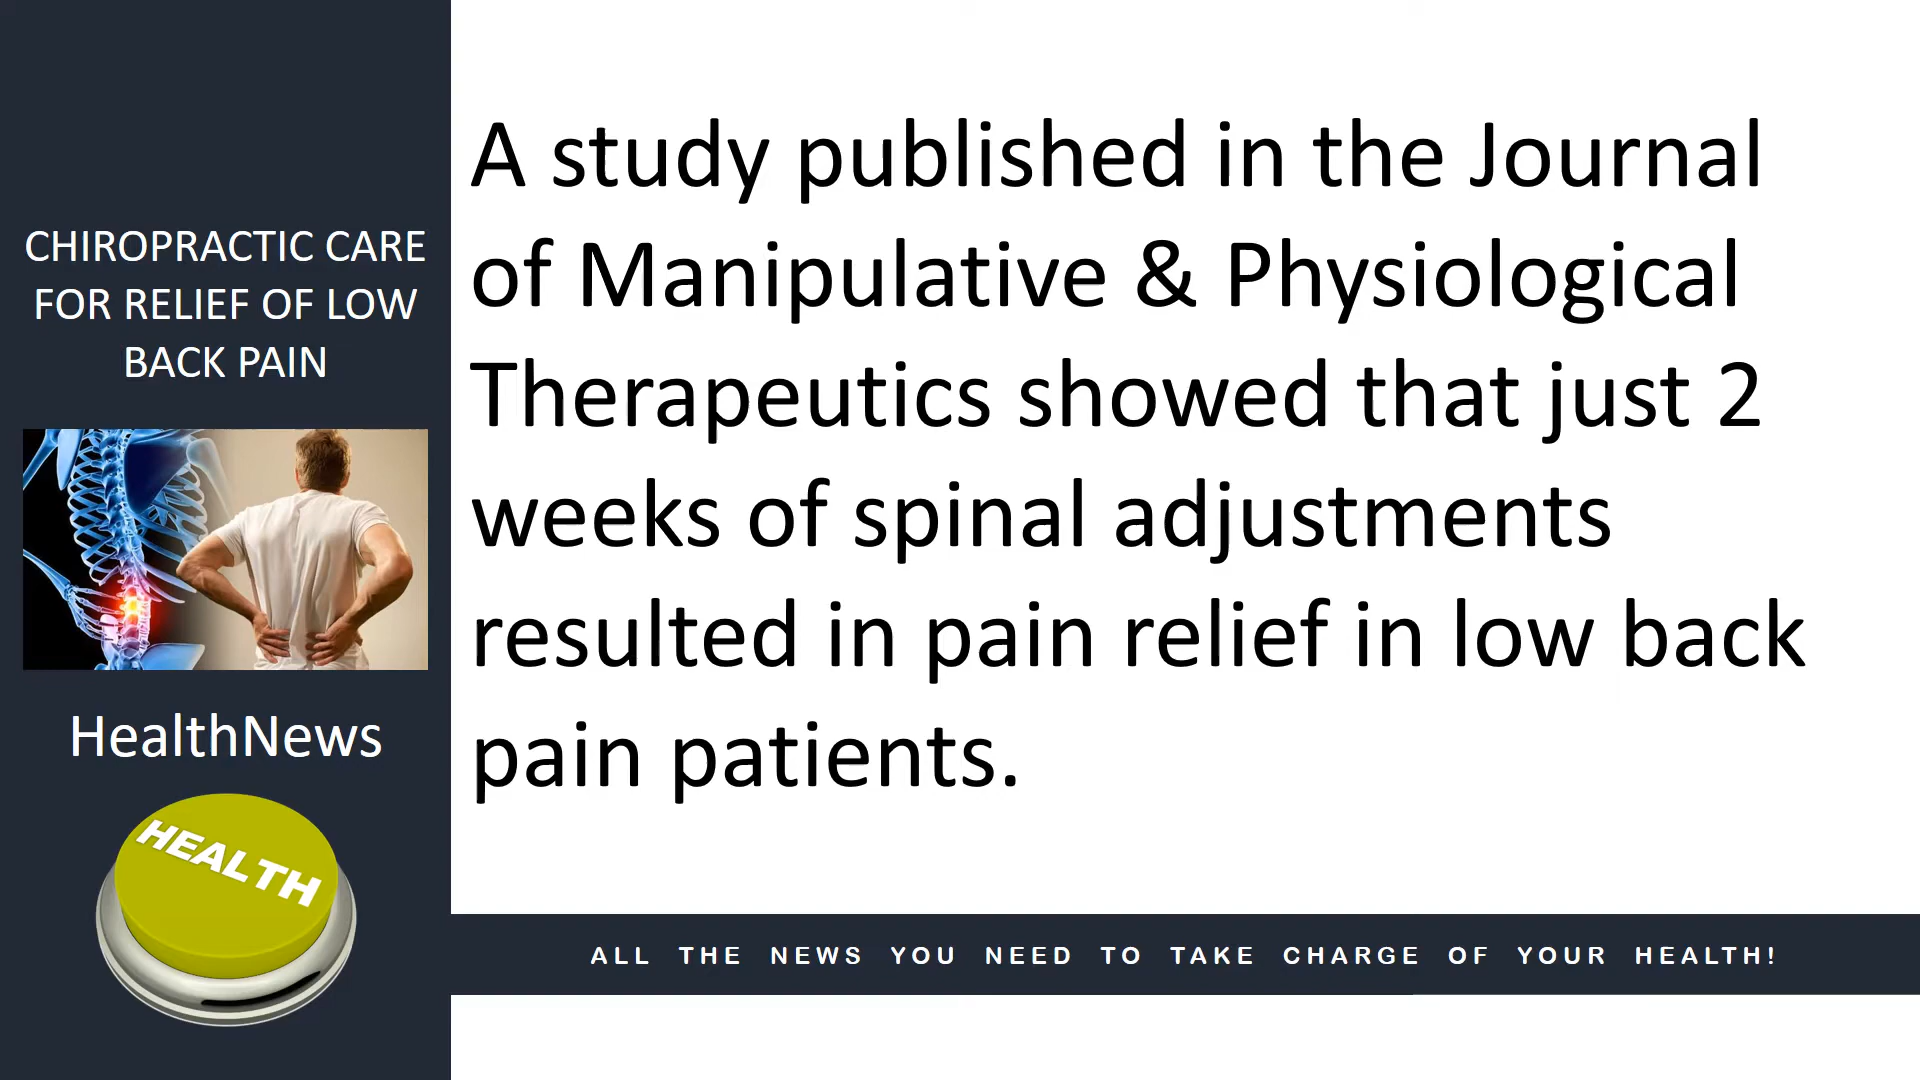 CHIROPRACTIC CARE
FOR RELIEF OF LOW
BACK PAIN
HealthNews
HEALTH
A study published in the Journal
of Manipulative & Physiological
Therapeutics showed that just 2
weeks of spinal adjustments
resulted in pain relief in low back
pain patients.
ALL THE NEWS YOU NEED TO TAKE CHARGE OF YOUR HEALTH!